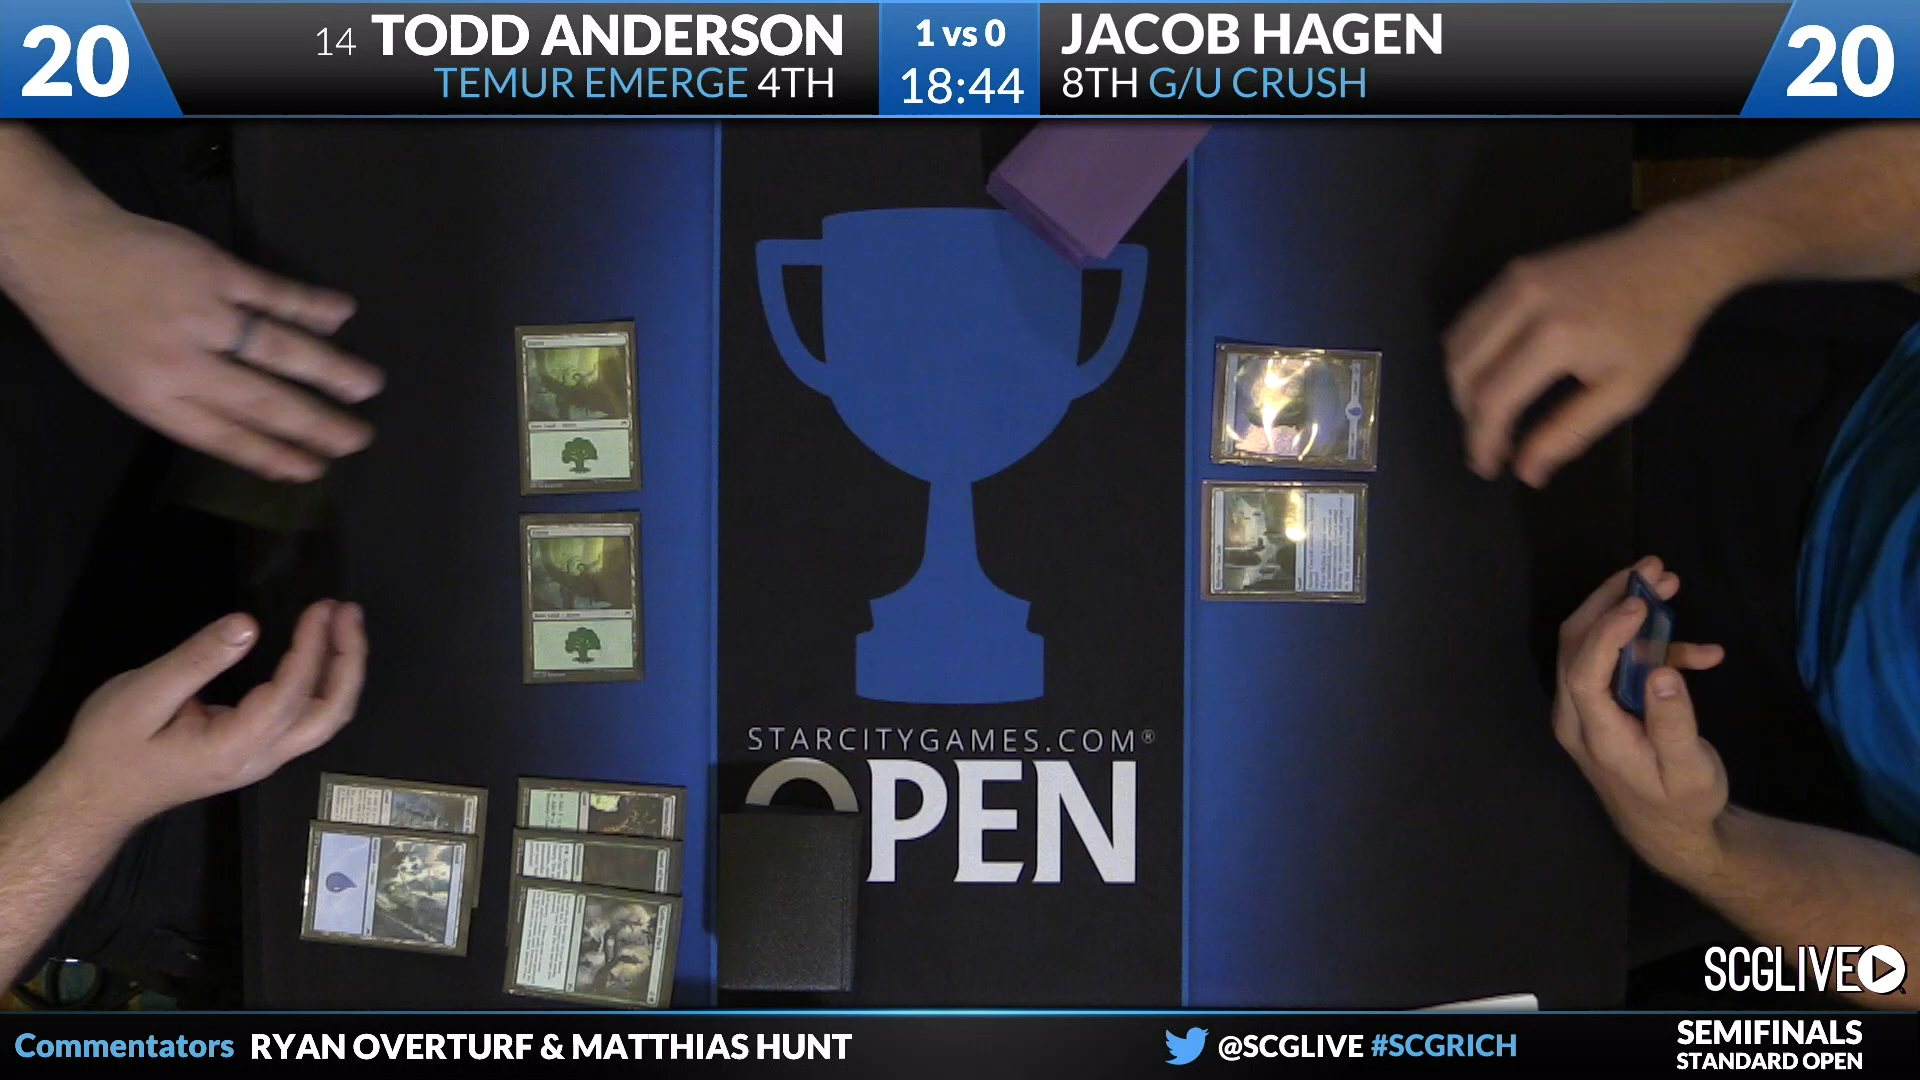 20
14 TODD ANDERSON
TEMUR EMERGE 4TH
1 vs 0
18:44
JACOB HAGEN
8TH G/U CRUSH
20
STARCITYGAMES.COM®
OPEN
SCGLIVE
Commentators RYAN OVERTURF & MATTHIAS HUNT
@SCGLIVE #SCGRICH
SEMIFINALS
STANDARD OPEN